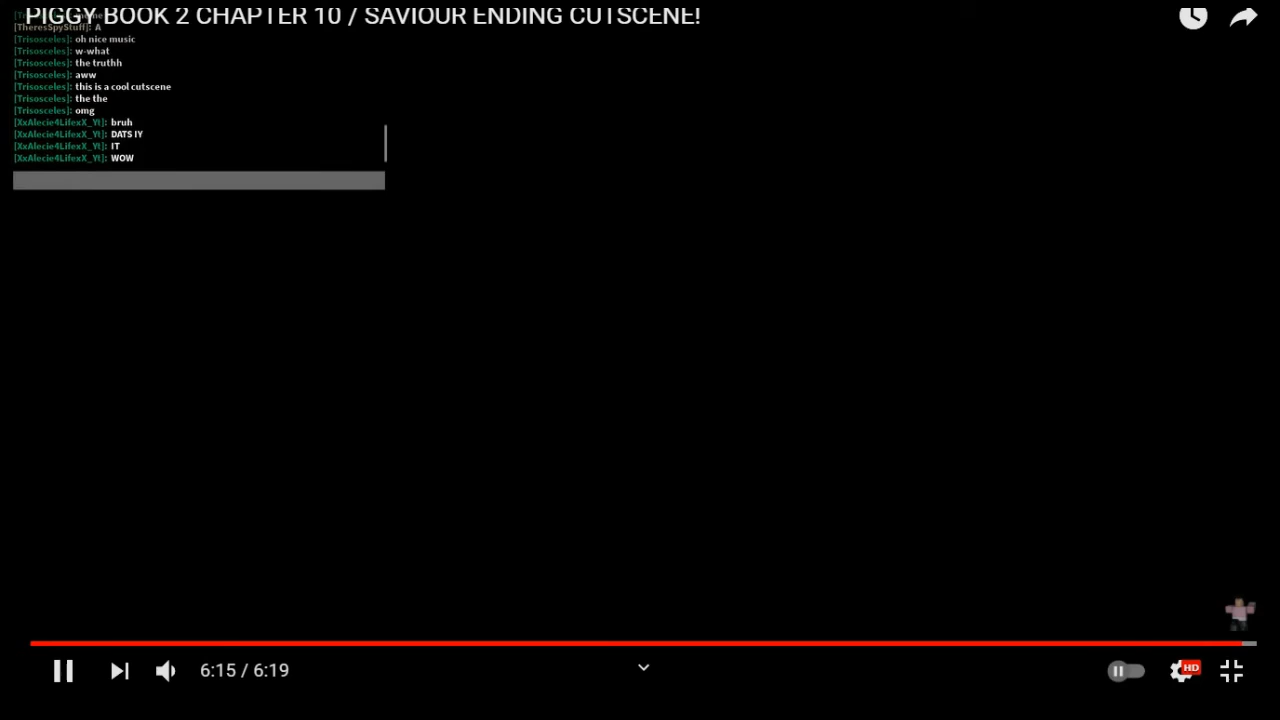 PIGGY BOOK 2 CHAPTER 10 / SAVIOUR ENDING CUTSCENE!
[TheresSpyStuff]: A
[Trisosceles]: oh nice music
[Trisosceles]: w-what
[Trisosceles]: the truthh
[Trisosceles]: aww
[Trisosceles]: this is a cool cutscene
[Trisosceles]: the the
[Trisosceles]: omg
[XxAlecie4LifexX_Yt]: bruh
[XxAlecie4LifexX_Yt]: DATS IY
[XxAlecie4LifexX_Yt]: IT
[XxAlecie4LifexX_Yt]: WOW
6:15 / 6:19
HD